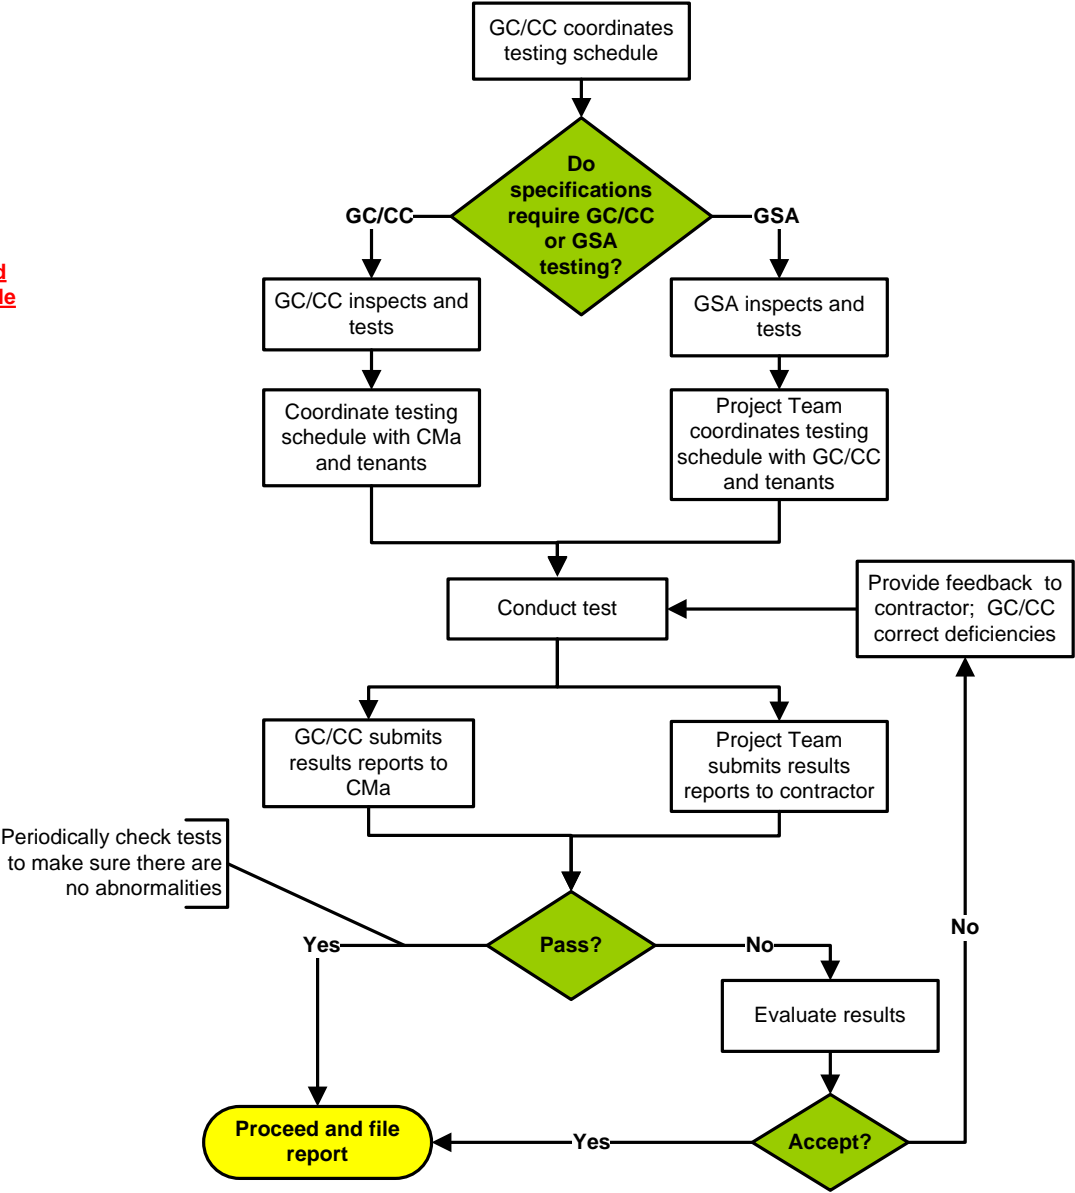 GC/CC coordinates
testing schedule
Do
specifications
require GC/CC
or GSA
testing?
GC/CC
GSA
GC/CC inspects and
tests
GSA inspects and
tests
Coordinate testing
schedule with CMa
and tenants
Project Team
coordinates testing
schedule with GC/CC
and tenants
Conduct test
Provide feedback to
contractor; GC/CC
correct deficiencies
GC/CC submits
results reports to
CMa
Project Team
submits results
reports to contractor
Periodically check tests
to make sure there are
no abnormalities
Yes
Pass?
No
No
Evaluate results
Proceed and file
report
Yes
Accept?